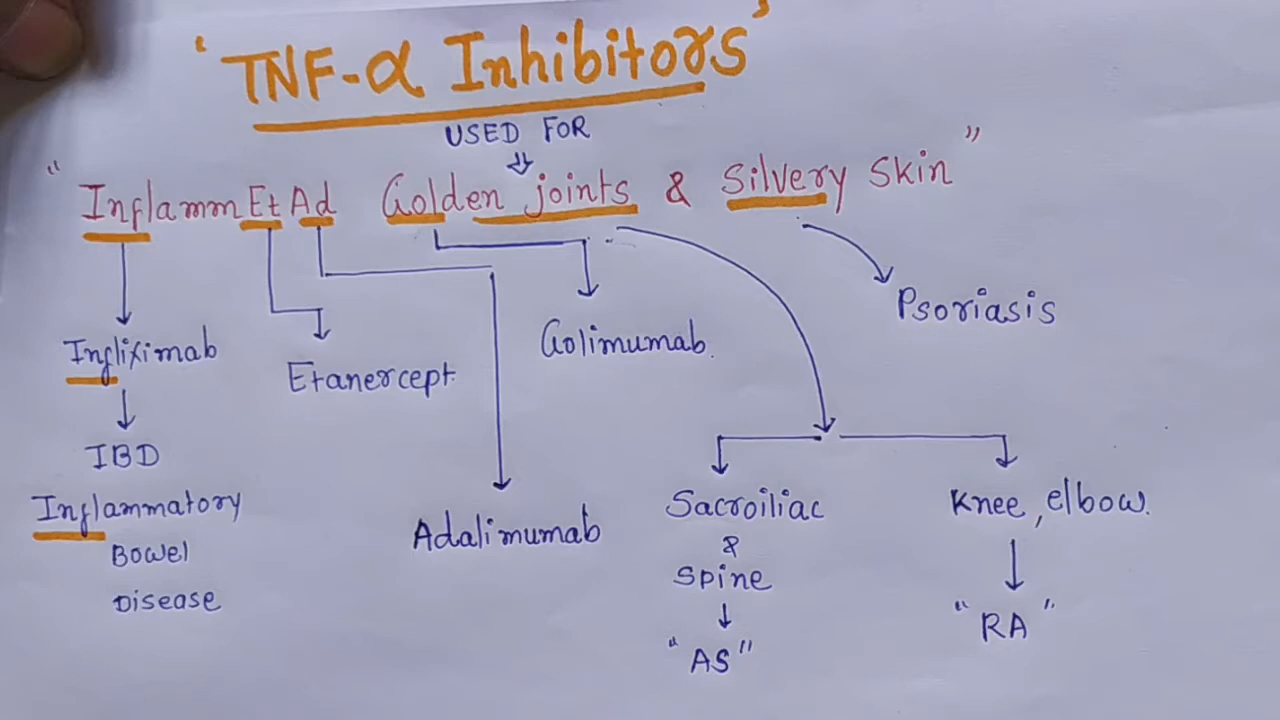 'TNF-α Inhibitors'
USED FOR
"InflammEtAd Golden joints & Silvery Skin"
Psoriasis
Infliximab
Etanercept
Golimumab.
IBD
Inflammatory
Bowel
Disease
Adalimumab
Sacroiliac
&
Spine
"AS"
Knee, elbow.
"RA"